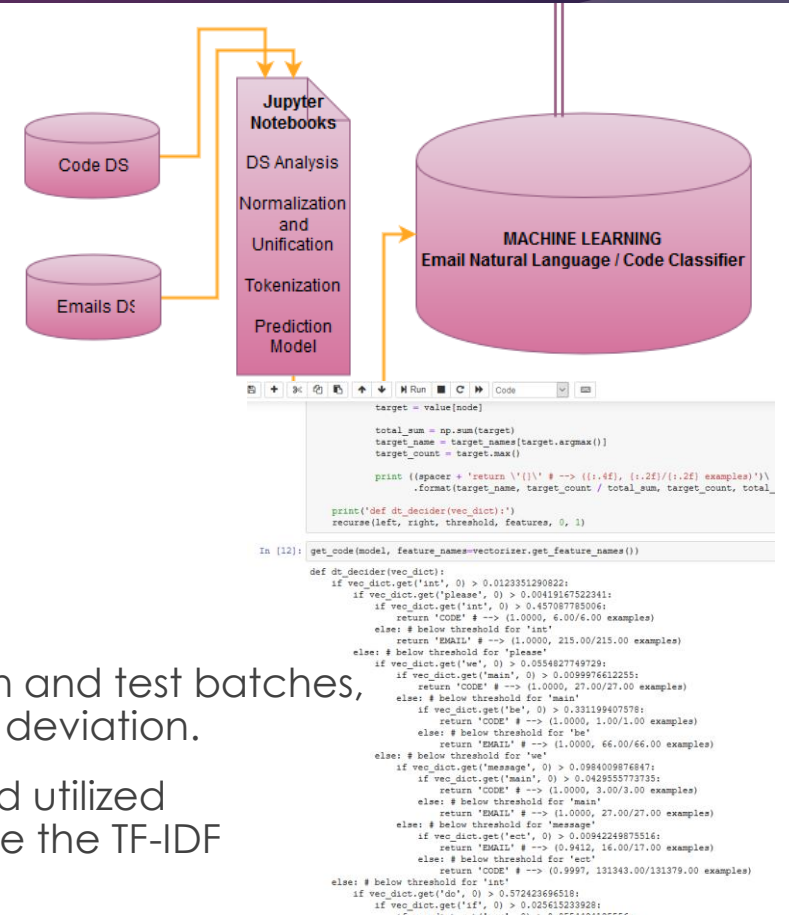 Code DS
Emails DS
Jupyter
Notebooks
DS Analysis
Normalization
and
Unification
Tokenization
Prediction
Model
MACHINE LEARNING
Email Natural Language / Code Classifier
and test batches,
deviation.
utilized
the TF-IDF
Run
Code
target = value[node]
total_sum = np.sum(target)
target_name = target_names[target.argmax()]
target_count = target.max()
print ((spacer + 'return \'{}\' # --> ({:.4f}, {:.2f}/{:.2f} examples)')\
.format(target_name, target_count / total_sum, target_count, total_
print('def dt_decider(vec_dict):')
recurse(left, right, threshold, features, 0, 1)
In [12]: get_code(model, feature_names=vectorizer.get_feature_names())
def dt_decider(vec_dict):
if vec_dict.get('int', 0) > 0.0123351290822:
if vec_dict.get('please', 0) > 0.00419167522341:
if vec_dict.get('int', 0) > 0.457087785006:
return 'CODE' # --> (1.0000, 6.00/6.00 examples)
else: # below threshold for 'int'
return 'EMAIL' # --> (1.0000, 215.00/215.00 examples)
else: # below threshold for 'please'
if vec_dict.get('we', 0) > 0.0554827749729:
if vec_dict.get('main', 0) > 0.0099976612255:
return 'CODE' # --> (1.0000, 27.00/27.00 examples)
else: # below threshold for 'main'
if vec_dict.get('be', 0) > 0.331199407578:
return 'CODE' # --> (1.0000, 1.00/1.00 examples)
else: # below threshold for 'be'
return 'EMAIL' # --> (1.0000, 66.00/66.00 examples)
else: # below threshold for 'we'
if vec_dict.get('message', 0) > 0.0984009876847:
if vec_dict.get('main', 0) > 0.0429555773735:
return 'CODE' # --> (1.0000, 3.00/3.00 examples)
else: # below threshold for 'main'
return 'EMAIL' # --> (1.0000, 27.00/27.00 examples)
else: # below threshold for 'message'
if vec_dict.get('ect', 0) > 0.00942249875516:
return 'EMAIL' # --> (0.9412, 16.00/17.00 examples)
else: # below threshold for 'ect'
return 'CODE' # --> (0.9997, 131343.00/131379.00 examples)
else: # below threshold for 'int'
if vec_dict.get('do', 0) > 0.572423696518:
if vec_dict.get('if', 0) > 0.025615233928: